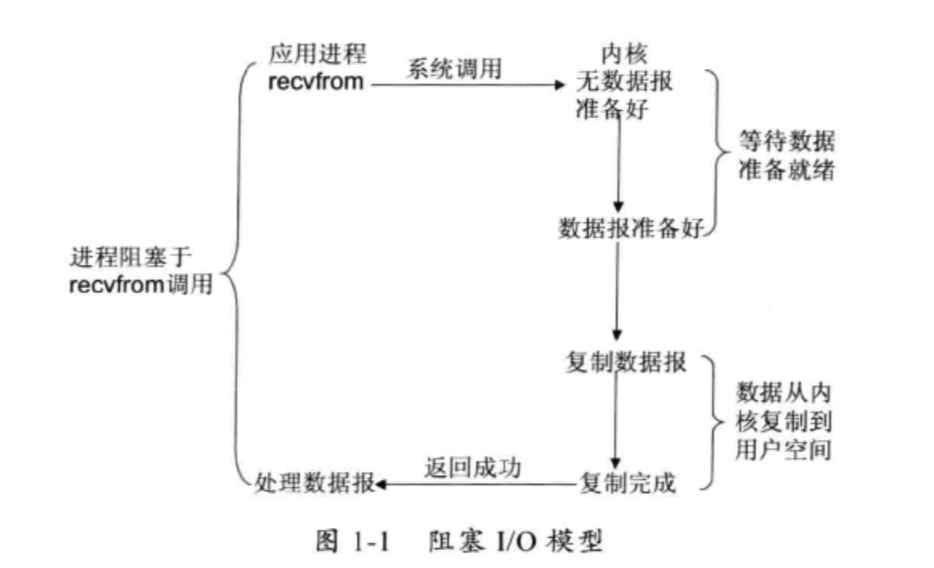 应用进程
recvfrom
系统调用
内核
无数据报
准备好
等待数据
准备就绪
数据报准备好
进程阻塞于
recvfrom调用
复制数据报
数据从内
核复制到
用户空间
处理数据报
返回成功
复制完成
图 1-1 阻塞 I/O 模型